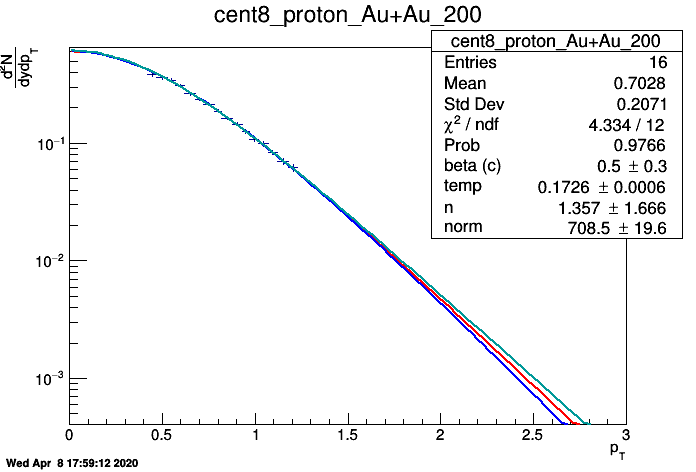 cent8_proton_Au+Au_200
cent8_proton_Au+Au_200
Entries 16
Mean 0.7028
Std Dev 0.2071
χ² / ndf 4.334 / 12
Prob 0.9766
beta (c) 0.5 ± 0.3
temp 0.1726 ± 0.0006
n 1.357 ± 1.666
norm 708.5 ± 19.6
d²N
dydp_T
10⁻¹
10⁻²
10⁻³
0 0.5 1 1.5 2 2.5 3
p_T
Wed Apr 8 17:59:12 2020